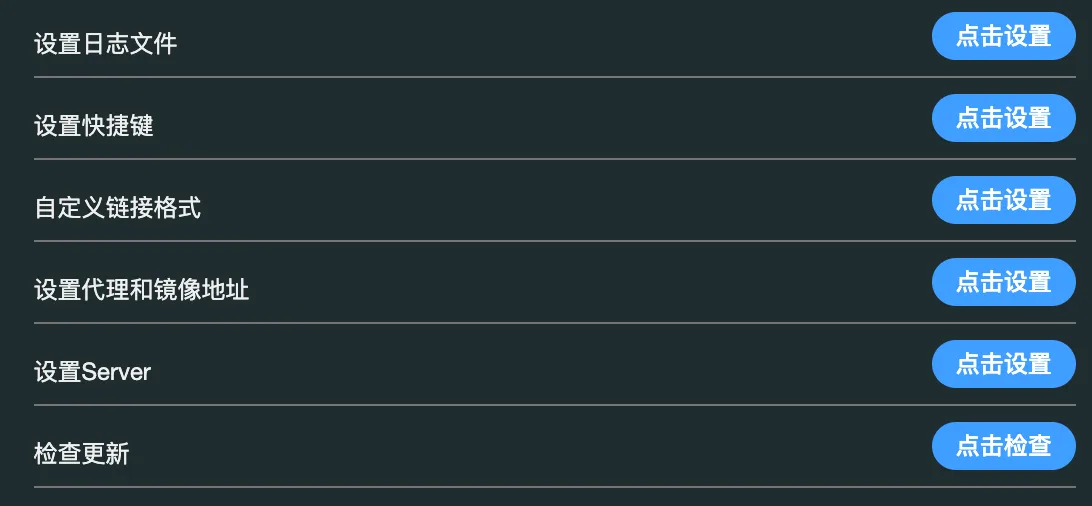 设置日志文件 点击设置
设置快捷键 点击设置
自定义链接格式 点击设置
设置代理和镜像地址 点击设置
设置Server 点击设置
检查更新 点击检查